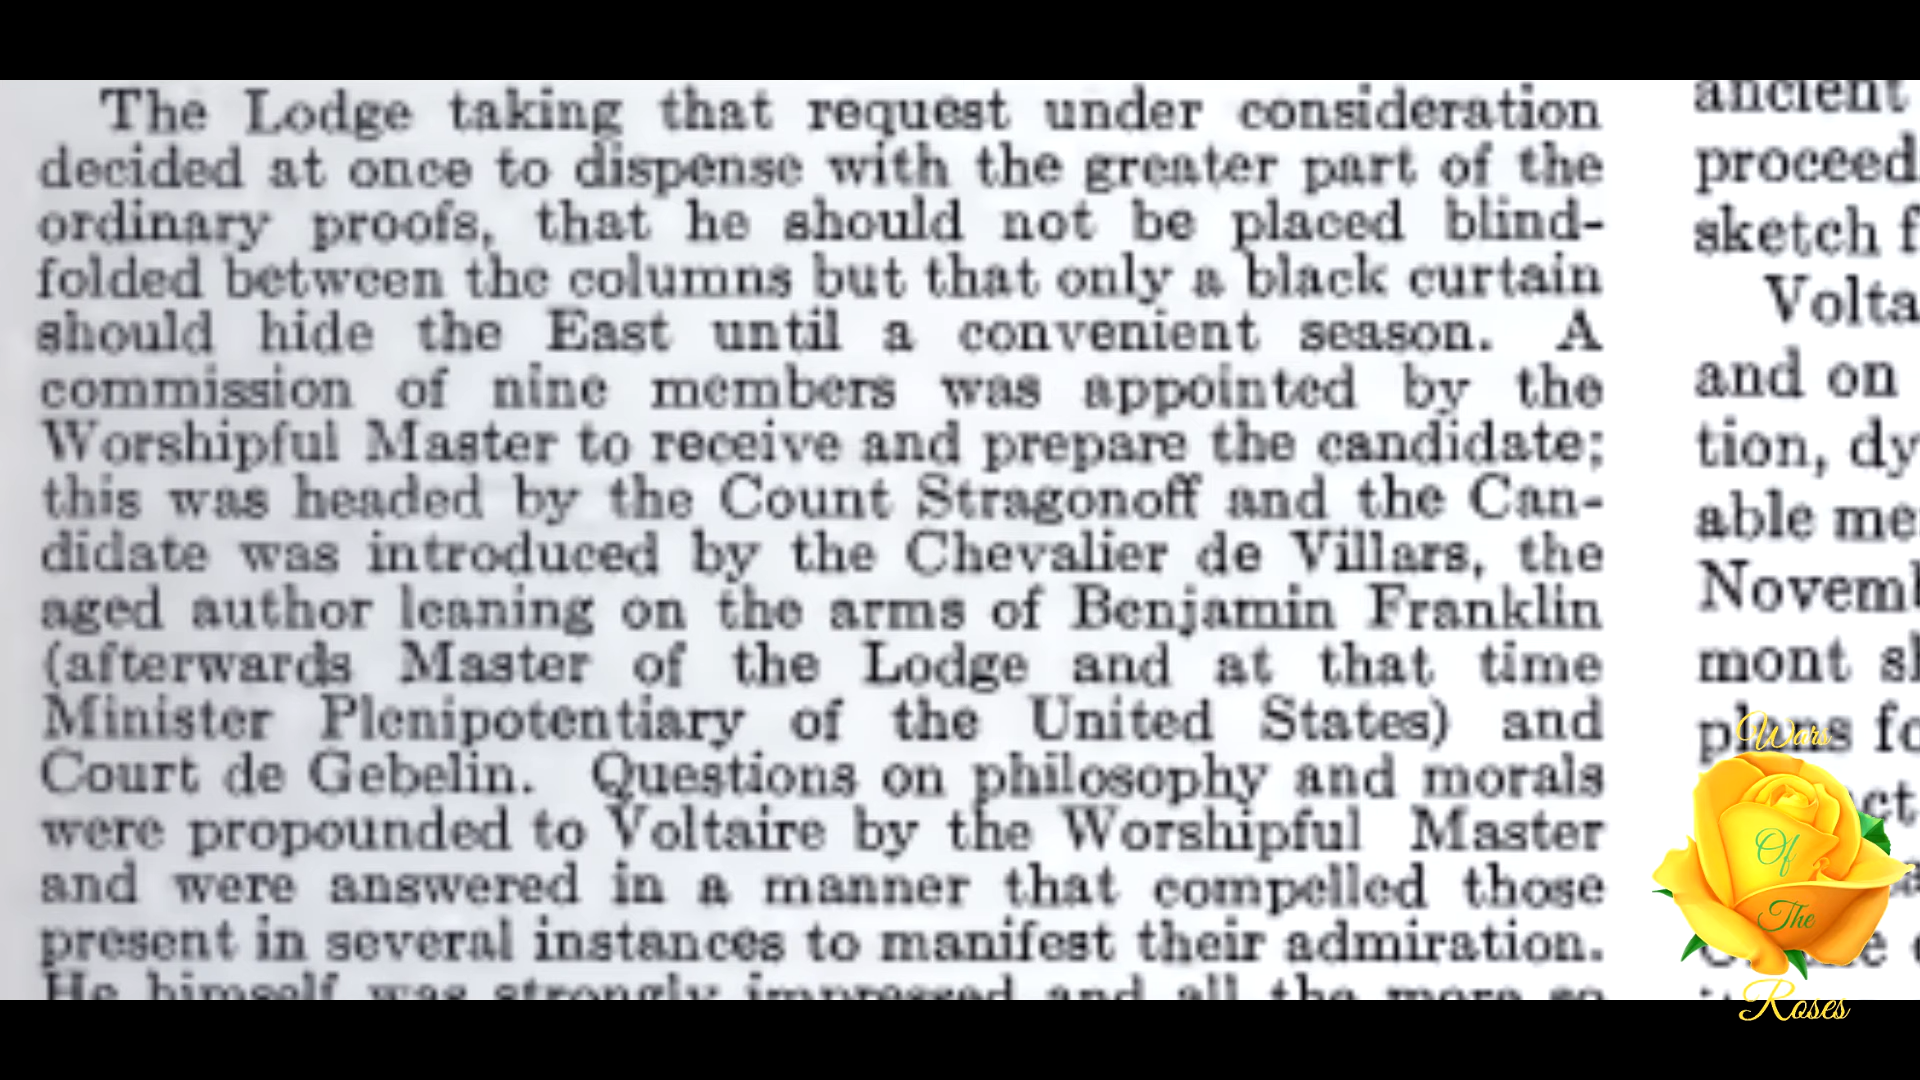 The Lodge taking that request under consideration
decided at once to dispense with the greater part of the
ordinary proofs, that he should not be placed blind-
folded between the columns but that only a black curtain
should hide the East until a convenient season. A
commission of nine members was appointed by the
Worshipful Master to receive and prepare the candidate;
this was headed by the Count Stragonoff and the Can-
didate was introduced by the Chevalier de Villars, the
aged author leaning on the arms of Benjamin Franklin
(afterwards Master of the Lodge and at that time
Minister Plenipotentiary of the United States) and
Court de Gebelin. Questions on philosophy and morals
were propounded to Voltaire by the Worshipful Master
and were answered in a manner that compelled those
present in several instances to manifest their admiration.
He himself was strongly impressed and all the more so
ancient
proceed
sketch f
Volta
and on
tion, dy
able me
Novemb
mont sh
Wars
Of
The
Roses